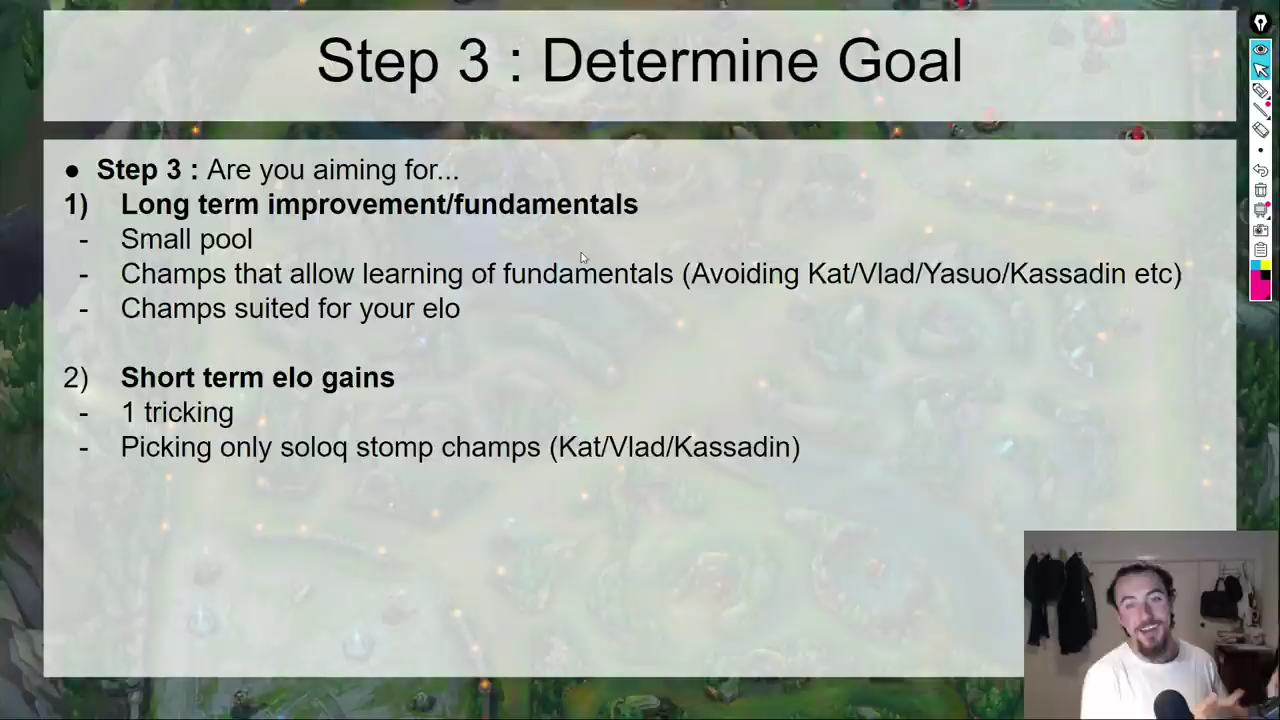 Step 3 : Determine Goal
● Step 3 : Are you aiming for...
1) Long term improvement/fundamentals
- Small pool
- Champs that allow learning of fundamentals (Avoiding Kat/Vlad/Yasuo/Kassadin etc)
- Champs suited for your elo
2) Short term elo gains
- 1 tricking
- Picking only soloq stomp champs (Kat/Vlad/Kassadin)